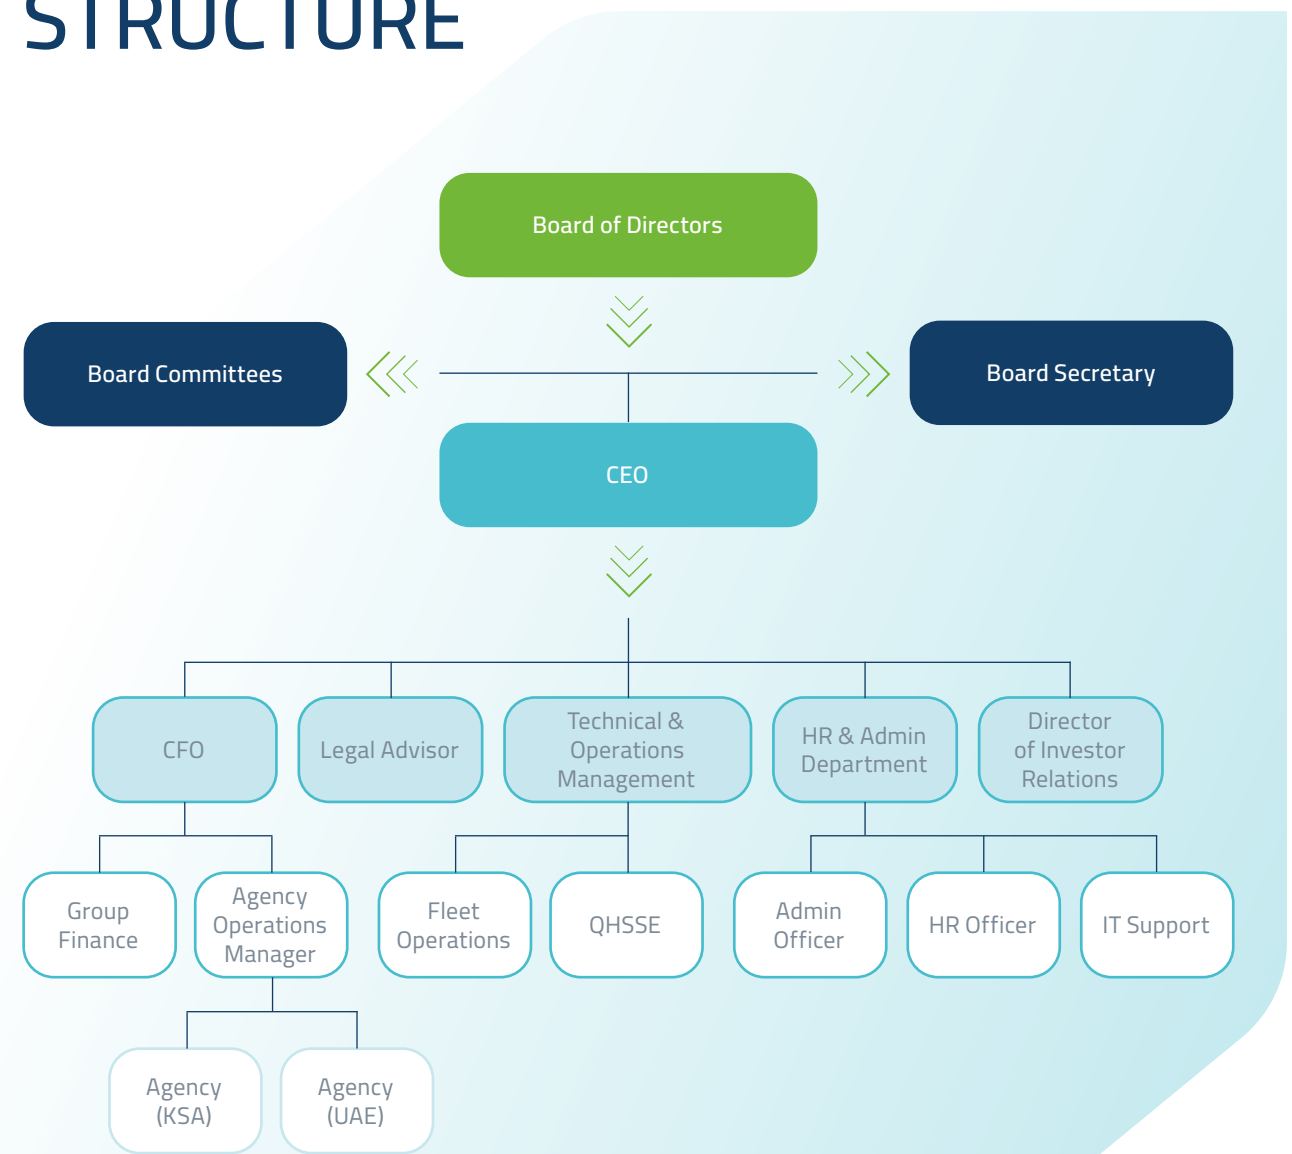 STRUCTURE
Board of Directors
Board Committees
Board Secretary
CEO
CFO
Legal Advisor
Technical &
Operations
Management
HR & Admin
Department
Director
of Investor
Relations
Group
Finance
Agency
Operations
Manager
Fleet
Operations
QHSSE
Admin
Officer
HR Officer
IT Support
Agency
(KSA)
Agency
(UAE)